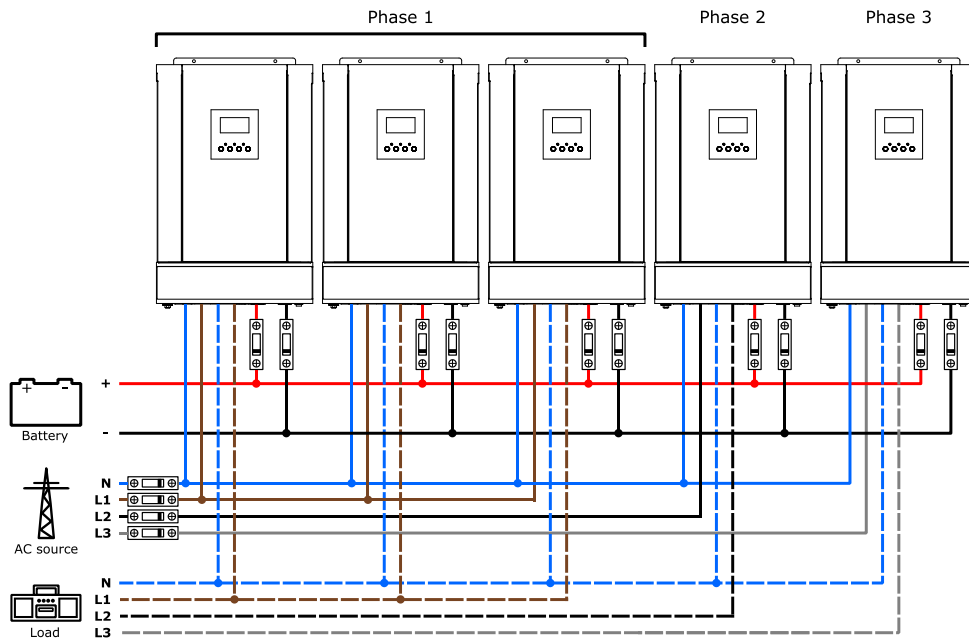 Phase 1
Phase 2
Phase 3
+
+ -
-
Battery
N
L1
L2
L3
AC source
N
L1
L2
L3
Load